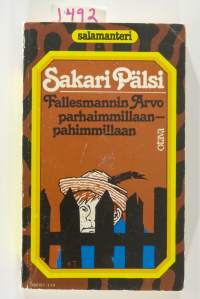 1492
salamanteri
Sakari Pälsi
Fallesmannin Arvo
parhaimmillaan—
pahimmillaan
otava